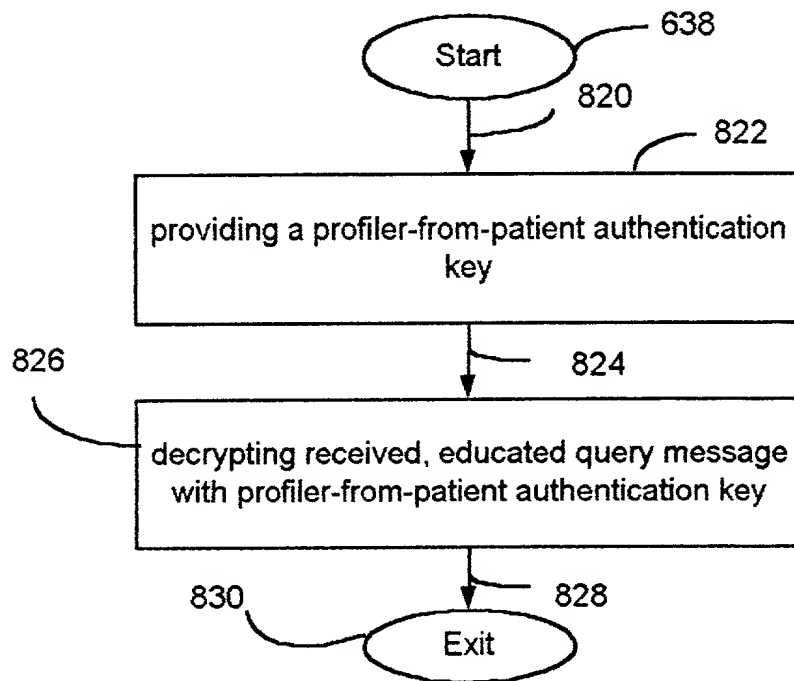 638
Start
820
822
providing a profiler-from-patient authentication
key
824
826
decrypting received, educated query message
with profiler-from-patient authentication key
828
830
Exit